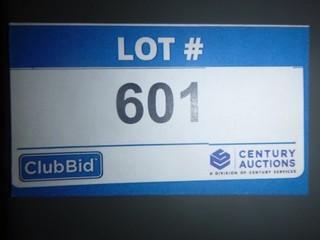 LOT #
601
ClubBid
CENTURY
AUCTIONS
A DIVISION OF CENTURY SERVICES